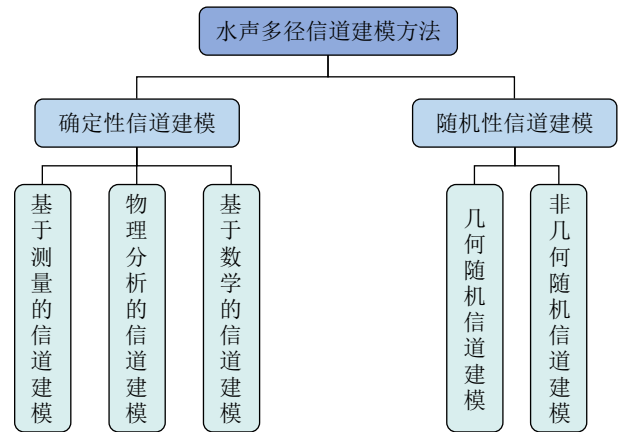 水声多径信道建模方法
确定性信道建模
随机性信道建模
基于测量的信道建模
物理分析的信道建模
基于数学的信道建模
几何随机信道建模
非几何随机信道建模